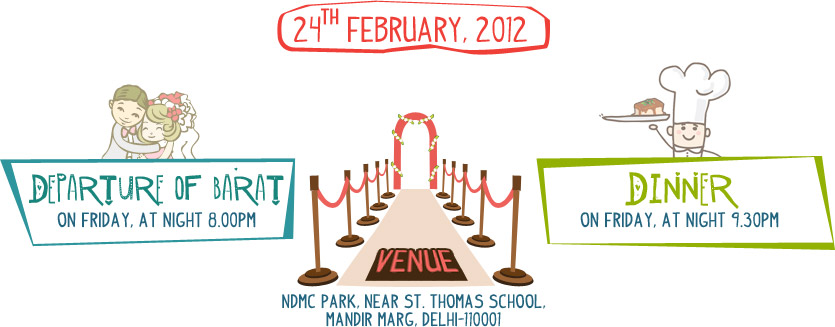 24TH FEBRUARY, 2012
DEPARTURE OF BARAT
ON FRIDAY, AT NIGHT 8.00PM
DINNER
ON FRIDAY, AT NIGHT 9.30PM
VENUE
NDMC PARK, NEAR ST. THOMAS SCHOOL,
MANDIR MARG, DELHI-110001